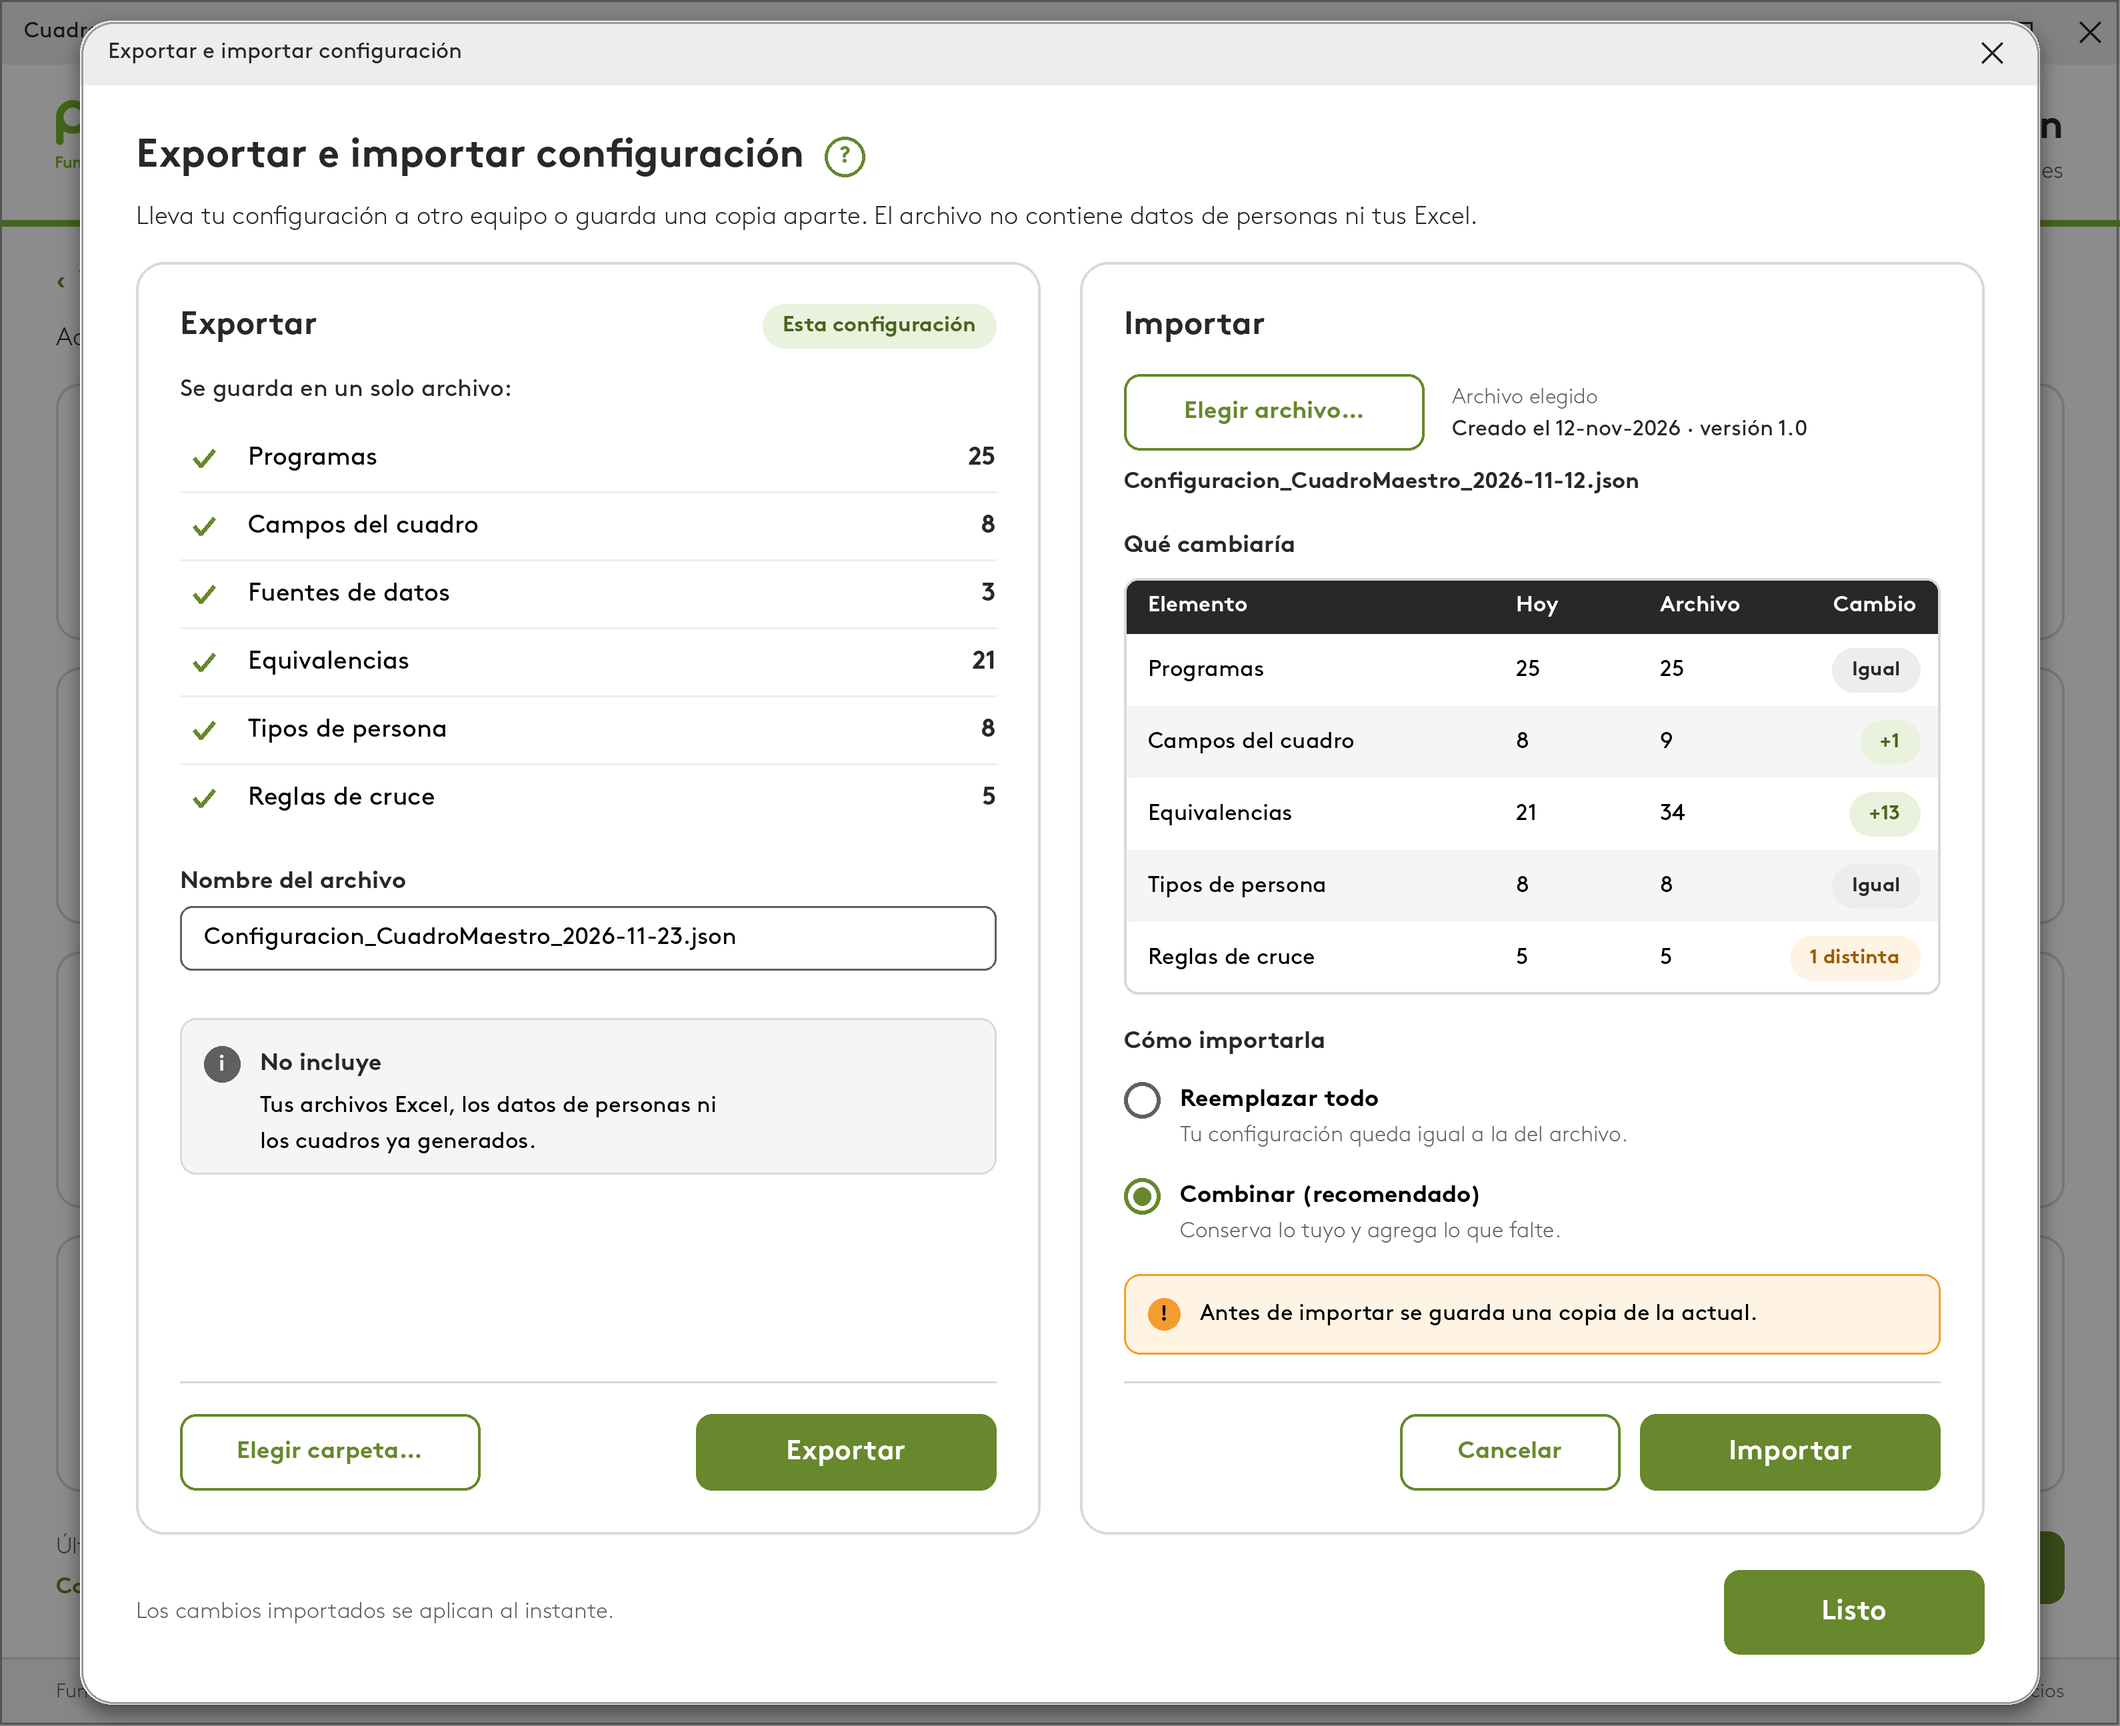 Exportar e importar configuración
Exportar e importar configuración ?
Lleva tu configuración a otro equipo o guarda una copia aparte. El archivo no contiene datos de personas ni tus Excel.
Exportar
Esta configuración
Se guarda en un solo archivo:
Programas 25
Campos del cuadro 8
Fuentes de datos 3
Equivalencias 21
Tipos de persona 8
Reglas de cruce 5
Nombre del archivo
Configuracion_CuadroMaestro_2026-11-23.json
i No incluye
Tus archivos Excel, los datos de personas ni
los cuadros ya generados.
Elegir carpeta...
Exportar
Importar
Elegir archivo...
Archivo elegido
Creado el 12-nov-2026 · versión 1.0
Configuracion_CuadroMaestro_2026-11-12.json
Qué cambiaría
Elemento Hoy Archivo Cambio
Programas 25 25 Igual
Campos del cuadro 8 9 +1
Equivalencias 21 34 +13
Tipos de persona 8 8 Igual
Reglas de cruce 5 5 1 distinta
Cómo importarla
Reemplazar todo
Tu configuración queda igual a la del archivo.
Combinar (recomendado)
Conserva lo tuyo y agrega lo que falte.
! Antes de importar se guarda una copia de la actual.
Cancelar
Importar
Los cambios importados se aplican al instante.
Listo